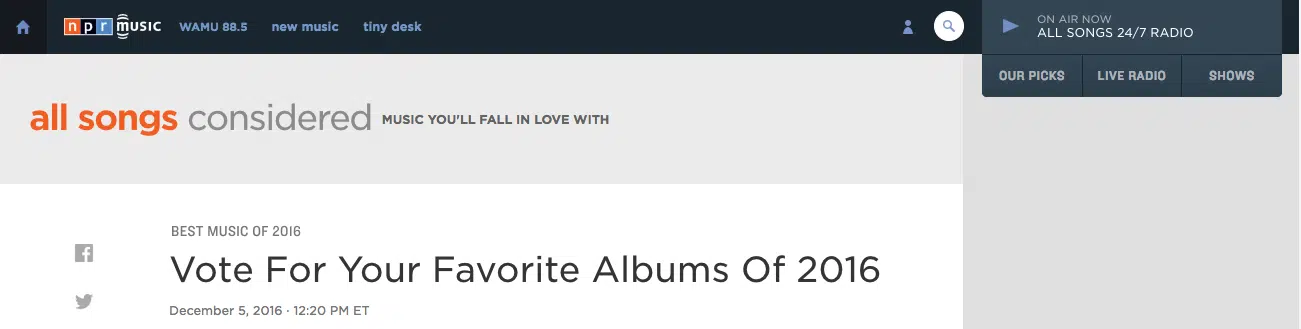 npr music WAMU 88.5 new music tiny desk
ON AIR NOW
ALL SONGS 24/7 RADIO
OUR PICKS LIVE RADIO SHOWS
all songs considered MUSIC YOU'LL FALL IN LOVE WITH
BEST MUSIC OF 2016
Vote For Your Favorite Albums Of 2016
December 5, 2016 · 12:20 PM ET